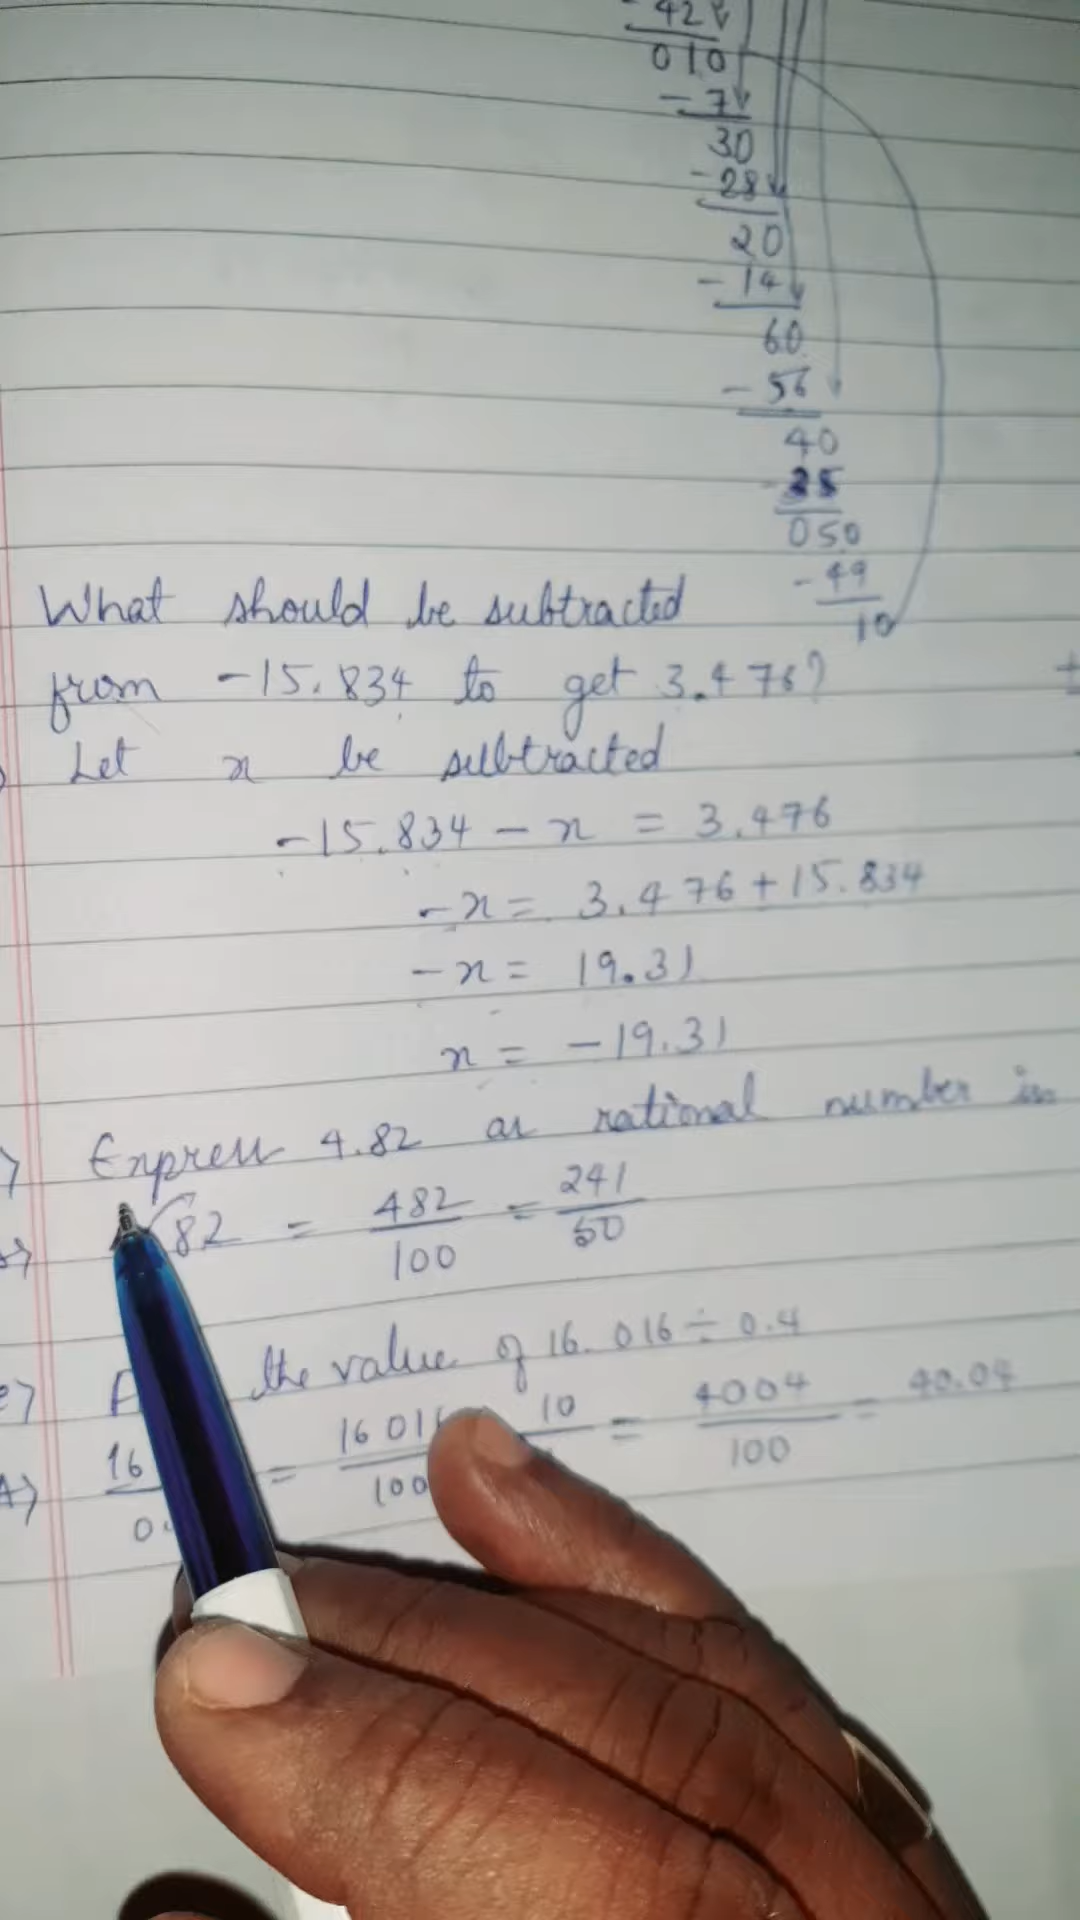 - 42
010
- 7
30
- 28
20
- 14
60
- 56
40
- 35
050
- 49
10
What should be subtracted
from -15.834 to get 3.476?
Let x be subtracted
-15.834 - x = 3.476
-x = 3.476 + 15.834
-x = 19.31
x = -19.31
Express 4.82 as rational number in
82 = 482/100 = 241/50
the value of 16.016 ÷ 0.4
16 = 16 016/100 10 = 4004/100 = 40.04
0.